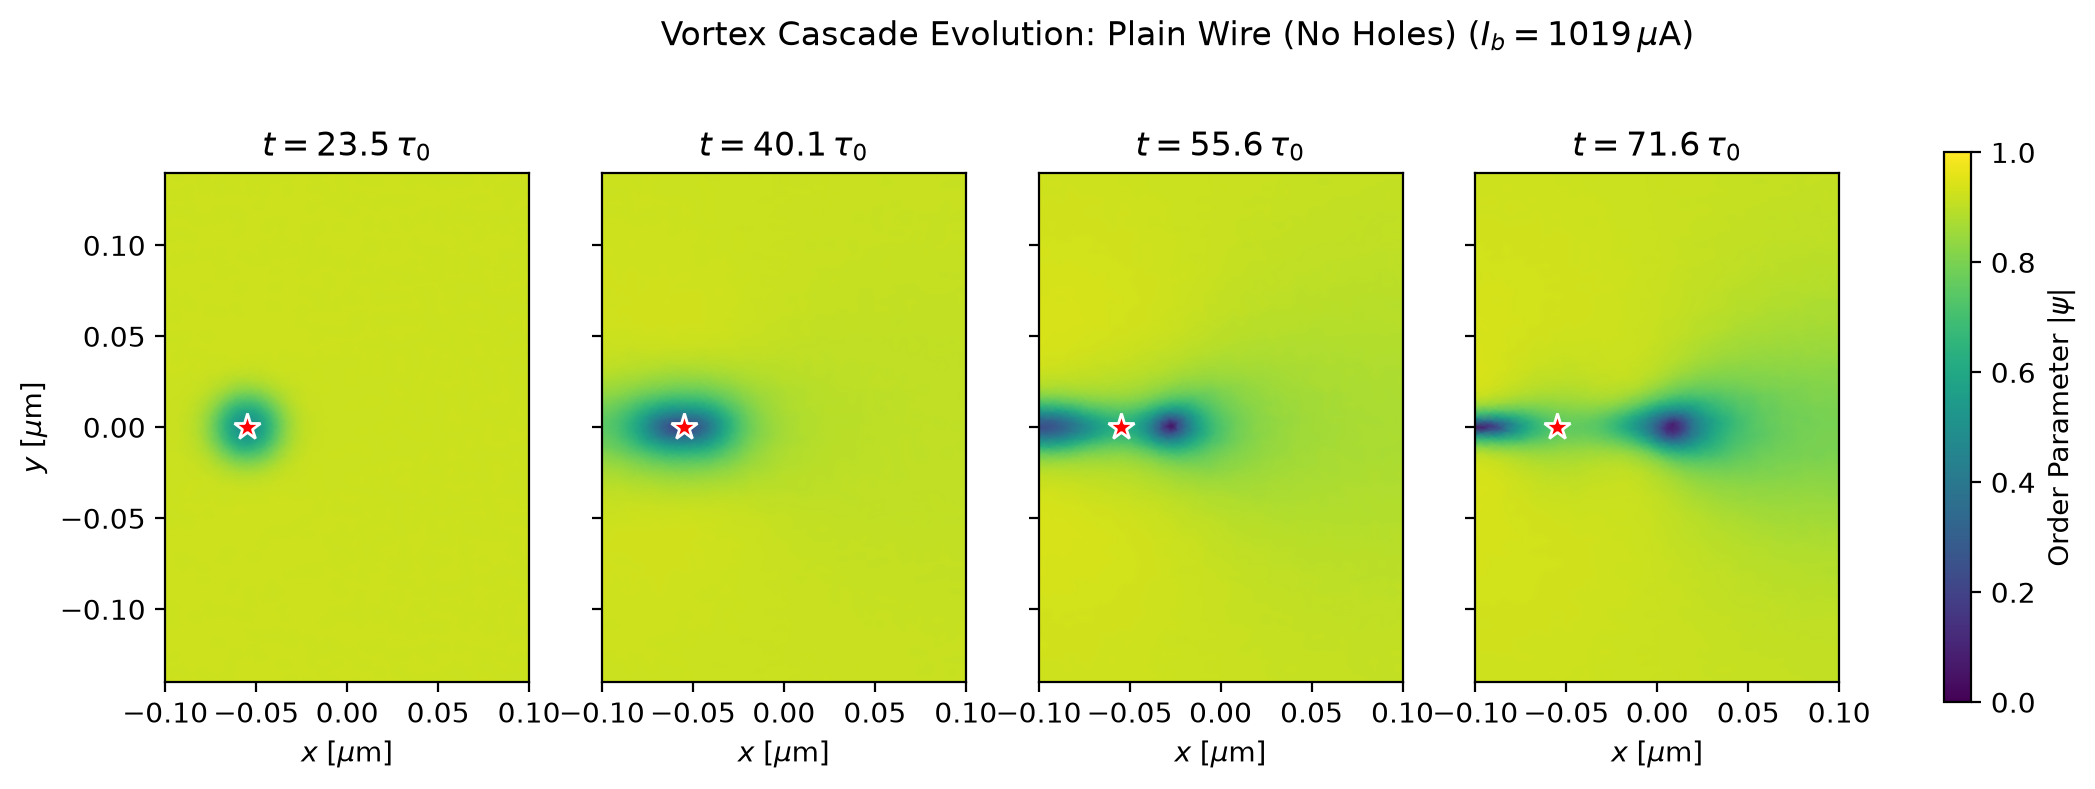 Vortex Cascade Evolution: Plain Wire (No Holes) (I_b = 1019 μA)
t = 23.5 τ₀
t = 40.1 τ₀
t = 55.6 τ₀
t = 71.6 τ₀
y [μm]
0.10
0.05
0.00
−0.05
−0.10
−0.10 −0.05 0.00 0.05 0.10
−0.10 −0.05 0.00 0.05 0.10
−0.10 −0.05 0.00 0.05 0.10
−0.10 −0.05 0.00 0.05 0.10
x [μm]
x [μm]
x [μm]
x [μm]
1.0
0.8
0.6
0.4
0.2
0.0
Order Parameter |ψ|